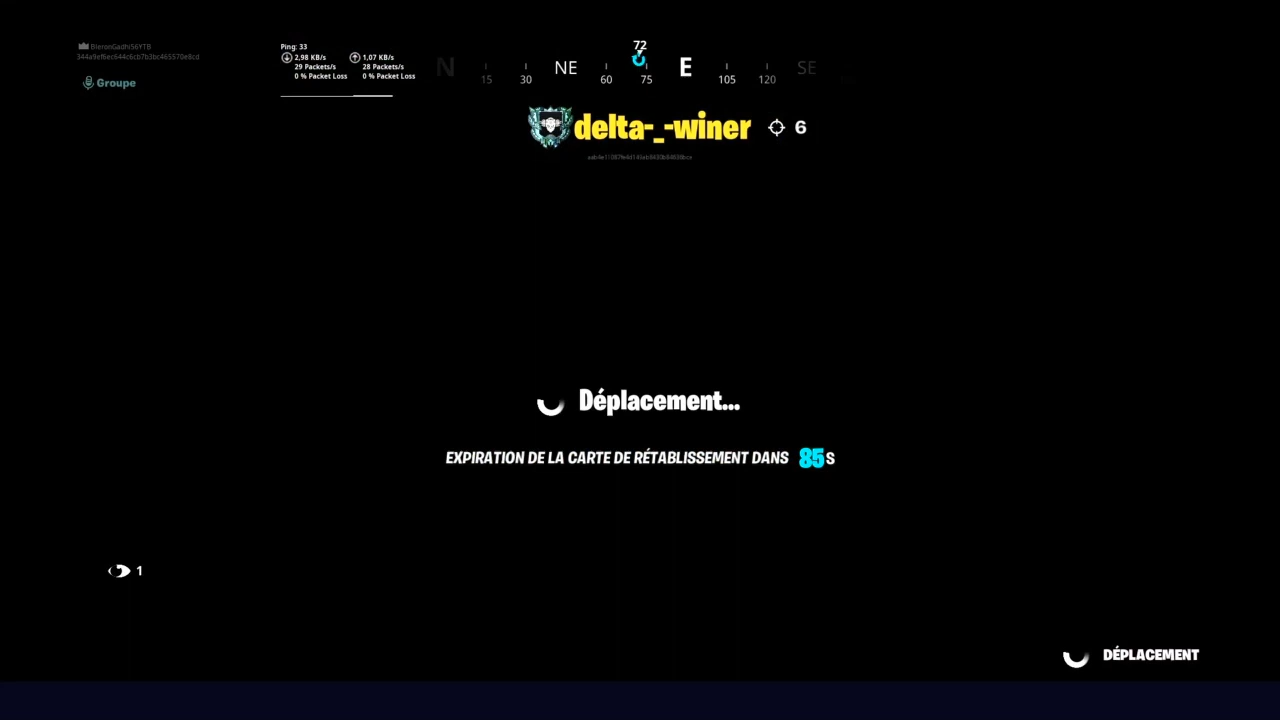 BleronGadhi56YTB
344a9ef6ec644c6cb7b3bc465570e8cd
Groupe
Ping: 33
2,98 KB/s 1,07 KB/s
29 Packets/s 28 Packets/s
0 % Packet Loss 0 % Packet Loss
72
N 15 30 NE 60 75 E 105 120 SE
delta-_-winer 6
Déplacement...
EXPIRATION DE LA CARTE DE RÉTABLISSEMENT DANS 85 S
1
DÉPLACEMENT